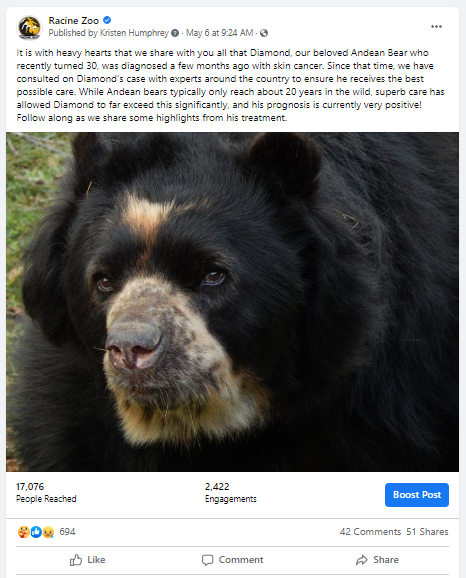 Racine Zoo
Published by Kristen Humphrey · May 6 at 9:24 AM ·
It is with heavy hearts that we share with you all that Diamond, our beloved Andean Bear who
recently turned 30, was diagnosed a few months ago with skin cancer. Since that time, we have
consulted on Diamond's case with experts around the country to ensure he receives the best
possible care. While Andean bears typically only reach about 20 years in the wild, superb care has
allowed Diamond to far exceed this significantly, and his prognosis is currently very positive!
Follow along as we share some highlights from his treatment.
17,076 2,422
People Reached Engagements Boost Post
694 42 Comments 51 Shares
Like Comment Share